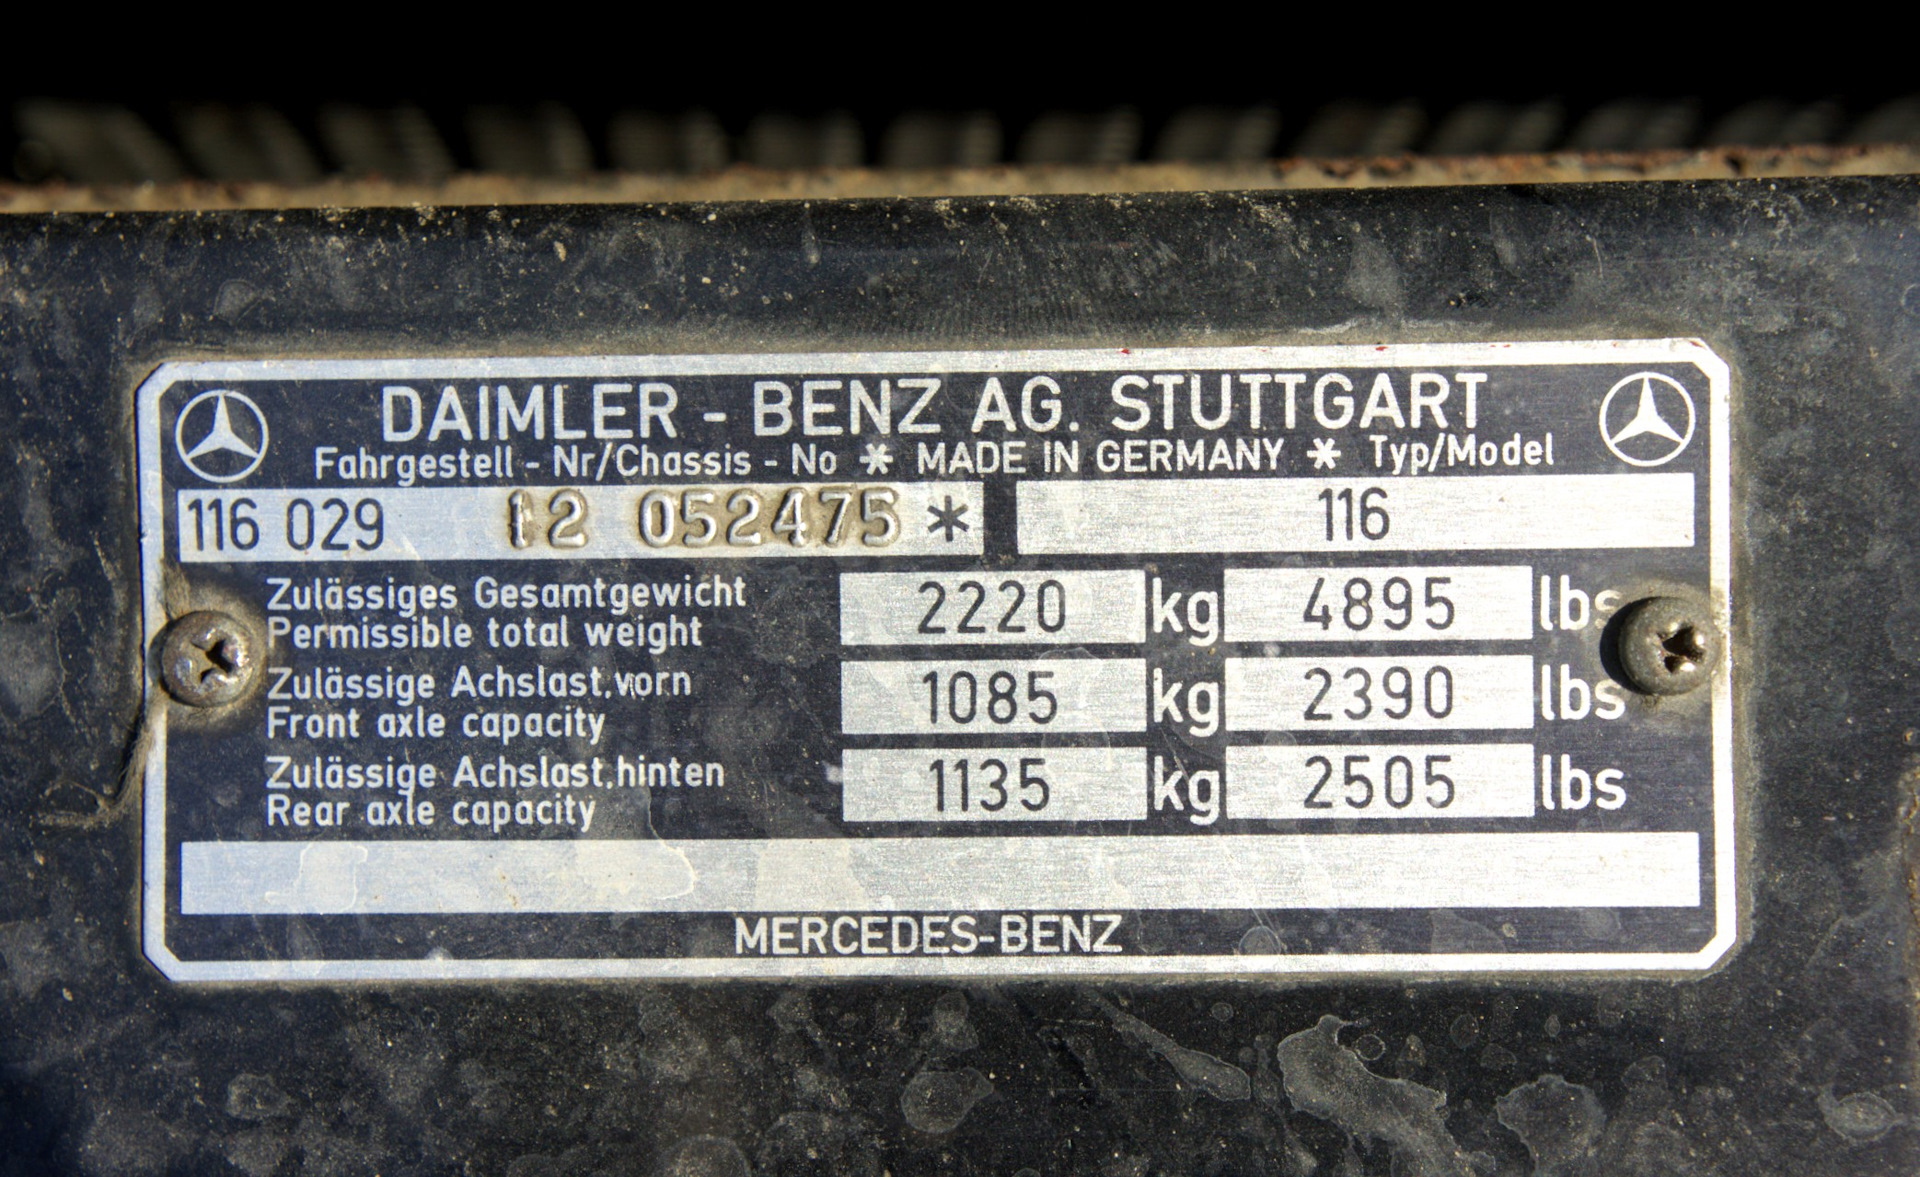 DAIMLER - BENZ AG. STUTTGART
Fahrgestell - Nr/Chassis - No * MADE IN GERMANY * Typ/Model
116 029 12 052475 * 116
Zulässiges Gesamtgewicht
Permissible total weight
2220 kg 4895 lbs
Zulässige Achslast.vorn
Front axle capacity
1085 kg 2390 lbs
Zulässige Achslast.hinten
Rear axle capacity
1135 kg 2505 lbs
MERCEDES-BENZ